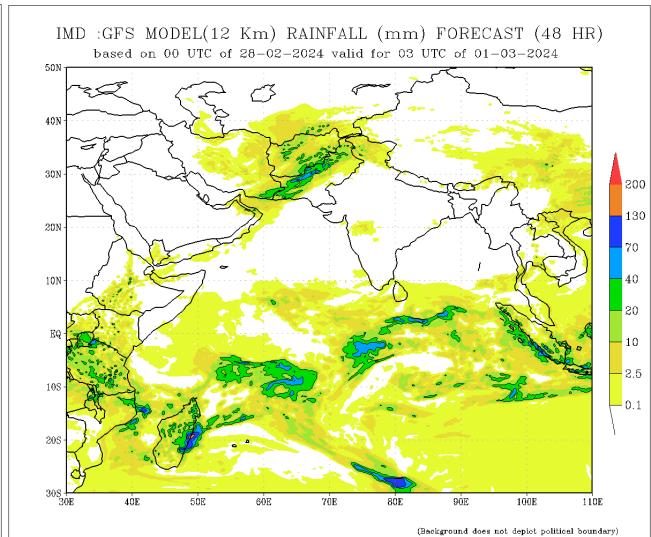 IMD :GFS MODEL(12 Km) RAINFALL (mm) FORECAST (48 HR)
based on 00 UTC of 28-02-2024 valid for 03 UTC of 01-03-2024
50N
40N
30N
20N
10N
EQ
10S
20S
30S
30E 40E 50E 60E 70E 80E 90E 100E 110E
200
130
70
40
20
10
2.5
0.1
(Background does not depict political boundary)